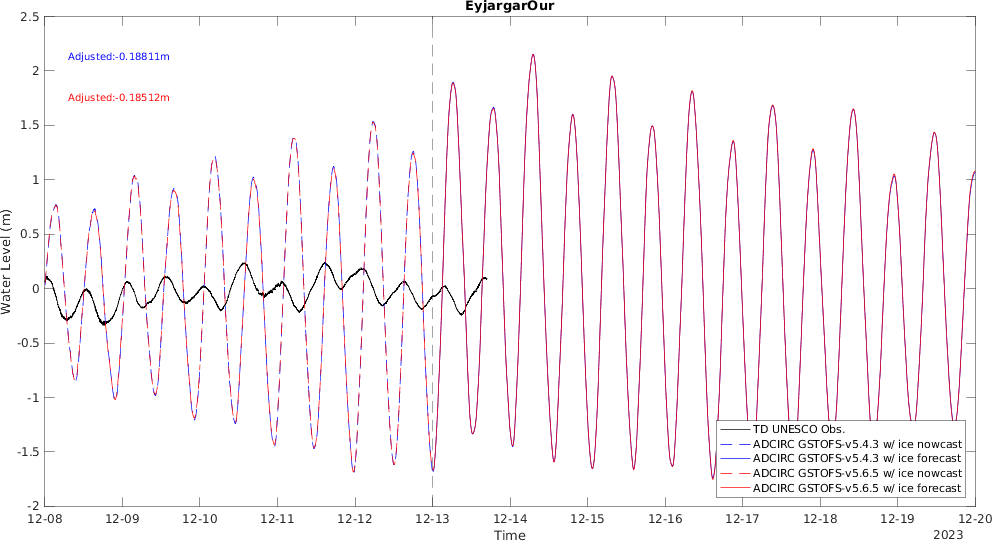 EyjargarOur
Adjusted:-0.18811m
Adjusted:-0.18512m
Water Level (m)
2.5
2
1.5
1
0.5
0
-0.5
-1
-1.5
-2
TD UNESCO Obs.
ADCIRC GSTOFS-v5.4.3 w/ ice nowcast
ADCIRC GSTOFS-v5.4.3 w/ ice forecast
ADCIRC GSTOFS-v5.6.5 w/ ice nowcast
ADCIRC GSTOFS-v5.6.5 w/ ice forecast
12-08 12-09 12-10 12-11 12-12 12-13 12-14 12-15 12-16 12-17 12-18 12-19 12-20
Time
2023